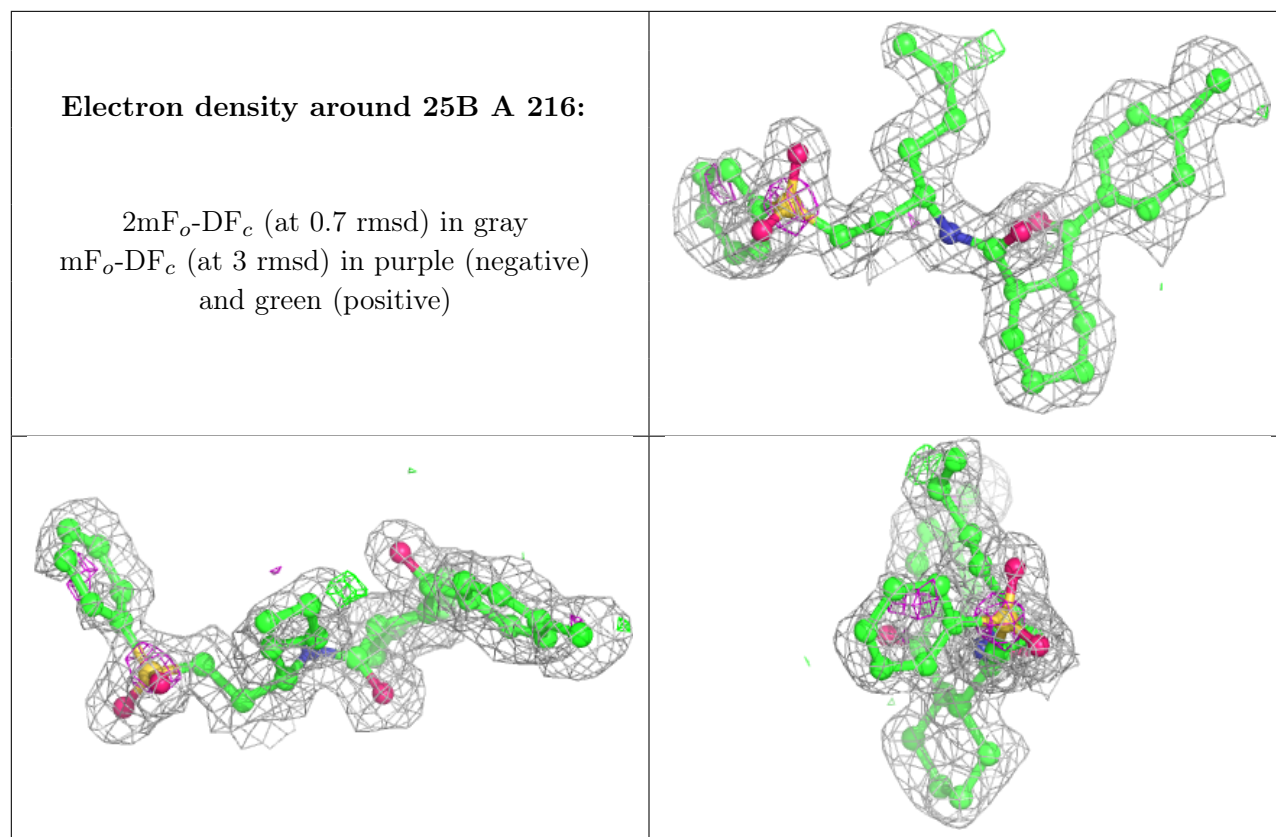 Electron density around 25B A 216:
2mFo-DFc (at 0.7 rmsd) in gray
mFo-DFc (at 3 rmsd) in purple (negative)
and green (positive)